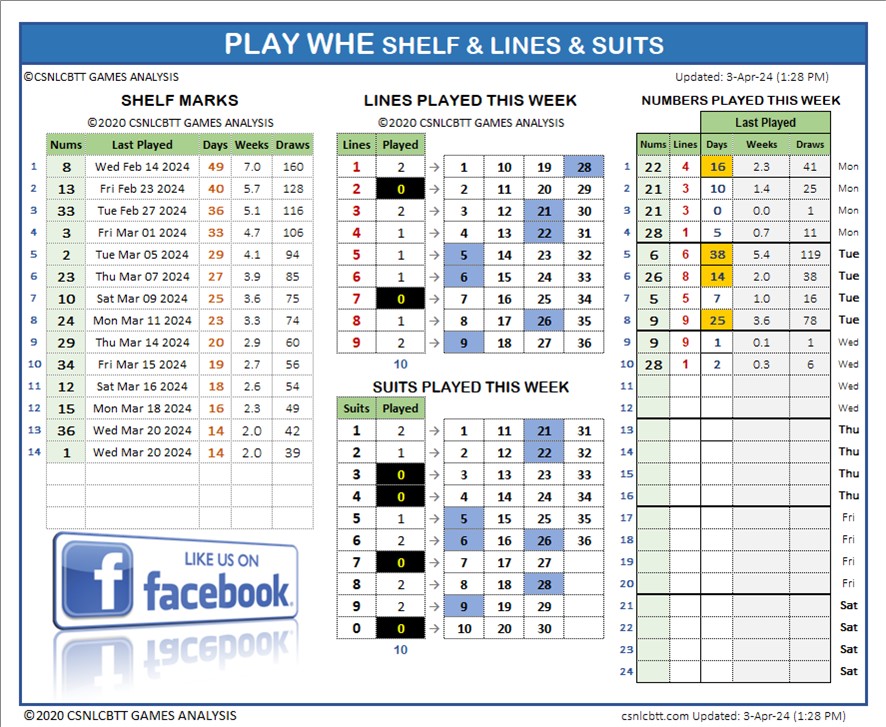 PLAY WHE SHELF & LINES & SUITS
©CSNLCBTT GAMES ANALYSIS
Updated: 3-Apr-24 (1:28 PM)
SHELF MARKS
©2020 CSNLCBTT GAMES ANALYSIS
Nums Last Played Days Weeks Draws
1 8 Wed Feb 14 2024 49 7.0 160
2 13 Fri Feb 23 2024 40 5.7 128
3 33 Tue Feb 27 2024 36 5.1 116
4 3 Fri Mar 01 2024 33 4.7 106
5 2 Tue Mar 05 2024 29 4.1 94
6 23 Thu Mar 07 2024 27 3.9 85
7 10 Sat Mar 09 2024 25 3.6 75
8 24 Mon Mar 11 2024 23 3.3 74
9 29 Thu Mar 14 2024 20 2.9 60
10 34 Fri Mar 15 2024 19 2.7 56
11 12 Sat Mar 16 2024 18 2.6 54
12 15 Mon Mar 18 2024 16 2.3 49
13 36 Wed Mar 20 2024 14 2.0 42
14 1 Wed Mar 20 2024 14 2.0 39
LIKE US ON
facebook
LINES PLAYED THIS WEEK
©2020 CSNLCBTT GAMES ANALYSIS
Lines Played
1 2 → 1 10 19 28
2 0 → 2 11 20 29
3 2 → 3 12 21 30
4 1 → 4 13 22 31
5 1 → 5 14 23 32
6 1 → 6 15 24 33
7 0 → 7 16 25 34
8 1 → 8 17 26 35
9 2 → 9 18 27 36
10
SUITS PLAYED THIS WEEK
Suits Played
1 2 → 1 11 21 31
2 1 → 2 12 22 32
3 0 → 3 13 23 33
4 0 → 4 14 24 34
5 1 → 5 15 25 35
6 2 → 6 16 26 36
7 0 → 7 17 27
8 2 → 8 18 28
9 2 → 9 19 29
0 0 → 10 20 30
10
NUMBERS PLAYED THIS WEEK
Last Played
Nums Lines Days Weeks Draws
1 22 4 16 2.3 41 Mon
2 21 3 10 1.4 25 Mon
3 21 3 0 0.0 1 Mon
4 28 1 5 0.7 11 Mon
5 6 6 38 5.4 119 Tue
6 26 8 14 2.0 38 Tue
7 5 5 7 1.0 16 Tue
8 9 9 25 3.6 78 Tue
9 9 9 1 0.1 1 Wed
10 28 1 2 0.3 6 Wed
11 Wed
12 Wed
13 Thu
14 Thu
15 Thu
16 Thu
17 Fri
18 Fri
19 Fri
20 Fri
21 Sat
22 Sat
23 Sat
24 Sat
©2020 CSNLCBTT GAMES ANALYSIS
csnlcbtt.com Updated: 3-Apr-24 (1:28 PM)